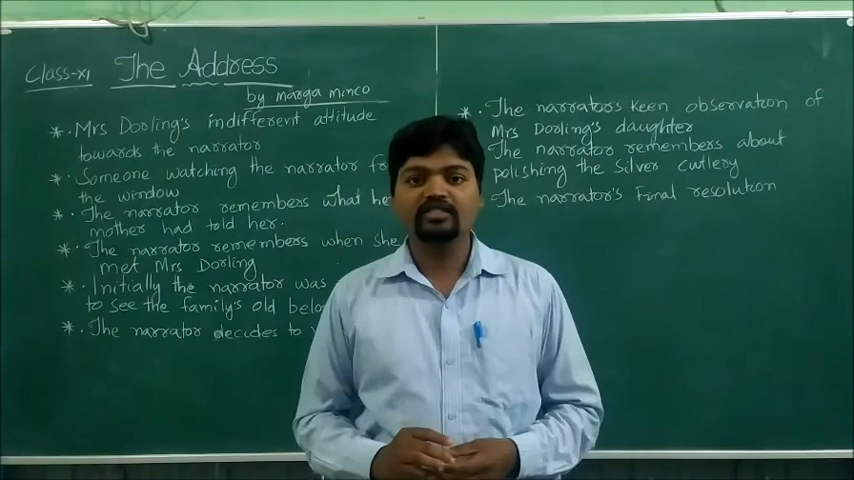 Class-XI The Address
by Marga Minco
* · Mrs Dorling's indifferent attitude
towards the narrator
* · Someone watching the narrator
the window
* · The narrator remembers what
mother had told her.
* · The narrator remembers when she
met Mrs Dorling
* · Initially the narrator was
to see the family's old
* · The narrator decides to
* · The narrator's keen observation of
Mrs Dorling's daughter
* · The narrator remembers about
polishing the silver cutlery
* · The narrator's Final resolution